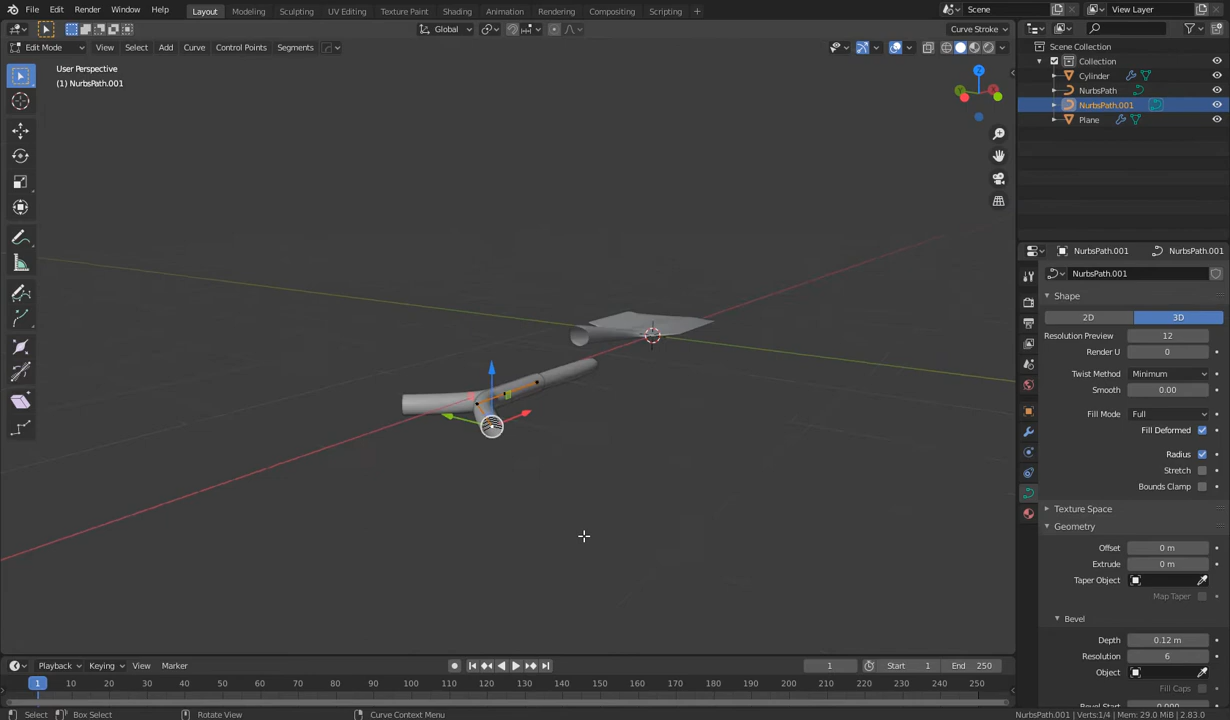 File Edit Render Window Help Layout Modeling Sculpting UV Editing Texture Paint Shading Animation Rendering Compositing Scripting + Scene View Layer
Global Curve Stroke
Edit Mode View Select Add Curve Control Points Segments
User Perspective
(1) NurbsPath.001
Z
Y
X
Scene Collection
Collection
Cylinder
NurbsPath
NurbsPath.001
Plane
NurbsPath.001 NurbsPath.001
NurbsPath.001
Shape
2D 3D
Resolution Preview 12
Render U 0
Twist Method Minimum
Smooth 0.00
Fill Mode Full
Fill Deformed
Radius
Stretch
Bounds Clamp
Texture Space
Geometry
Offset 0 m
Extrude 0 m
Taper Object
Map Taper
Bevel
Depth 0.12 m
Resolution 6
Object
Fill Caps
Bevel Start 0.000
Playback Keying View Marker 1 Start 1 End 250
1 10 20 30 40 50 60 70 80 90 100 110 120 130 140 150 160 170 180 190 200 210 220 230 240 250
Select Box Select Rotate View Curve Context Menu NurbsPath.001 | Verts:1/4 | Mem: 29.0 MiB | 2.83.0